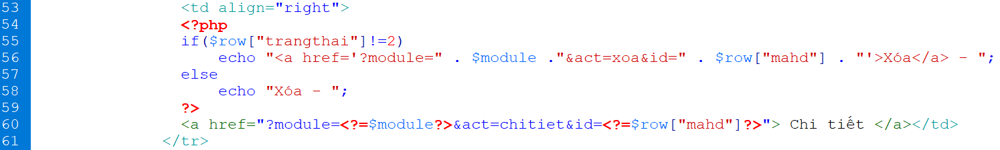 53 <td align="right">
54 <?php
55 if($row["trangthai"]!=2)
56 echo "<a href='?module=" . $module ."&act=xoa&id=" . $row["mahd"] . "'>Xóa</a> - ";
57 else
58 echo "Xóa - ";
59 ?>
60 <a href="?module=<?=$module?>&act=chitiet&id=<?=$row["mahd"]?>"> Chi tiết </a></td>
61 </tr>